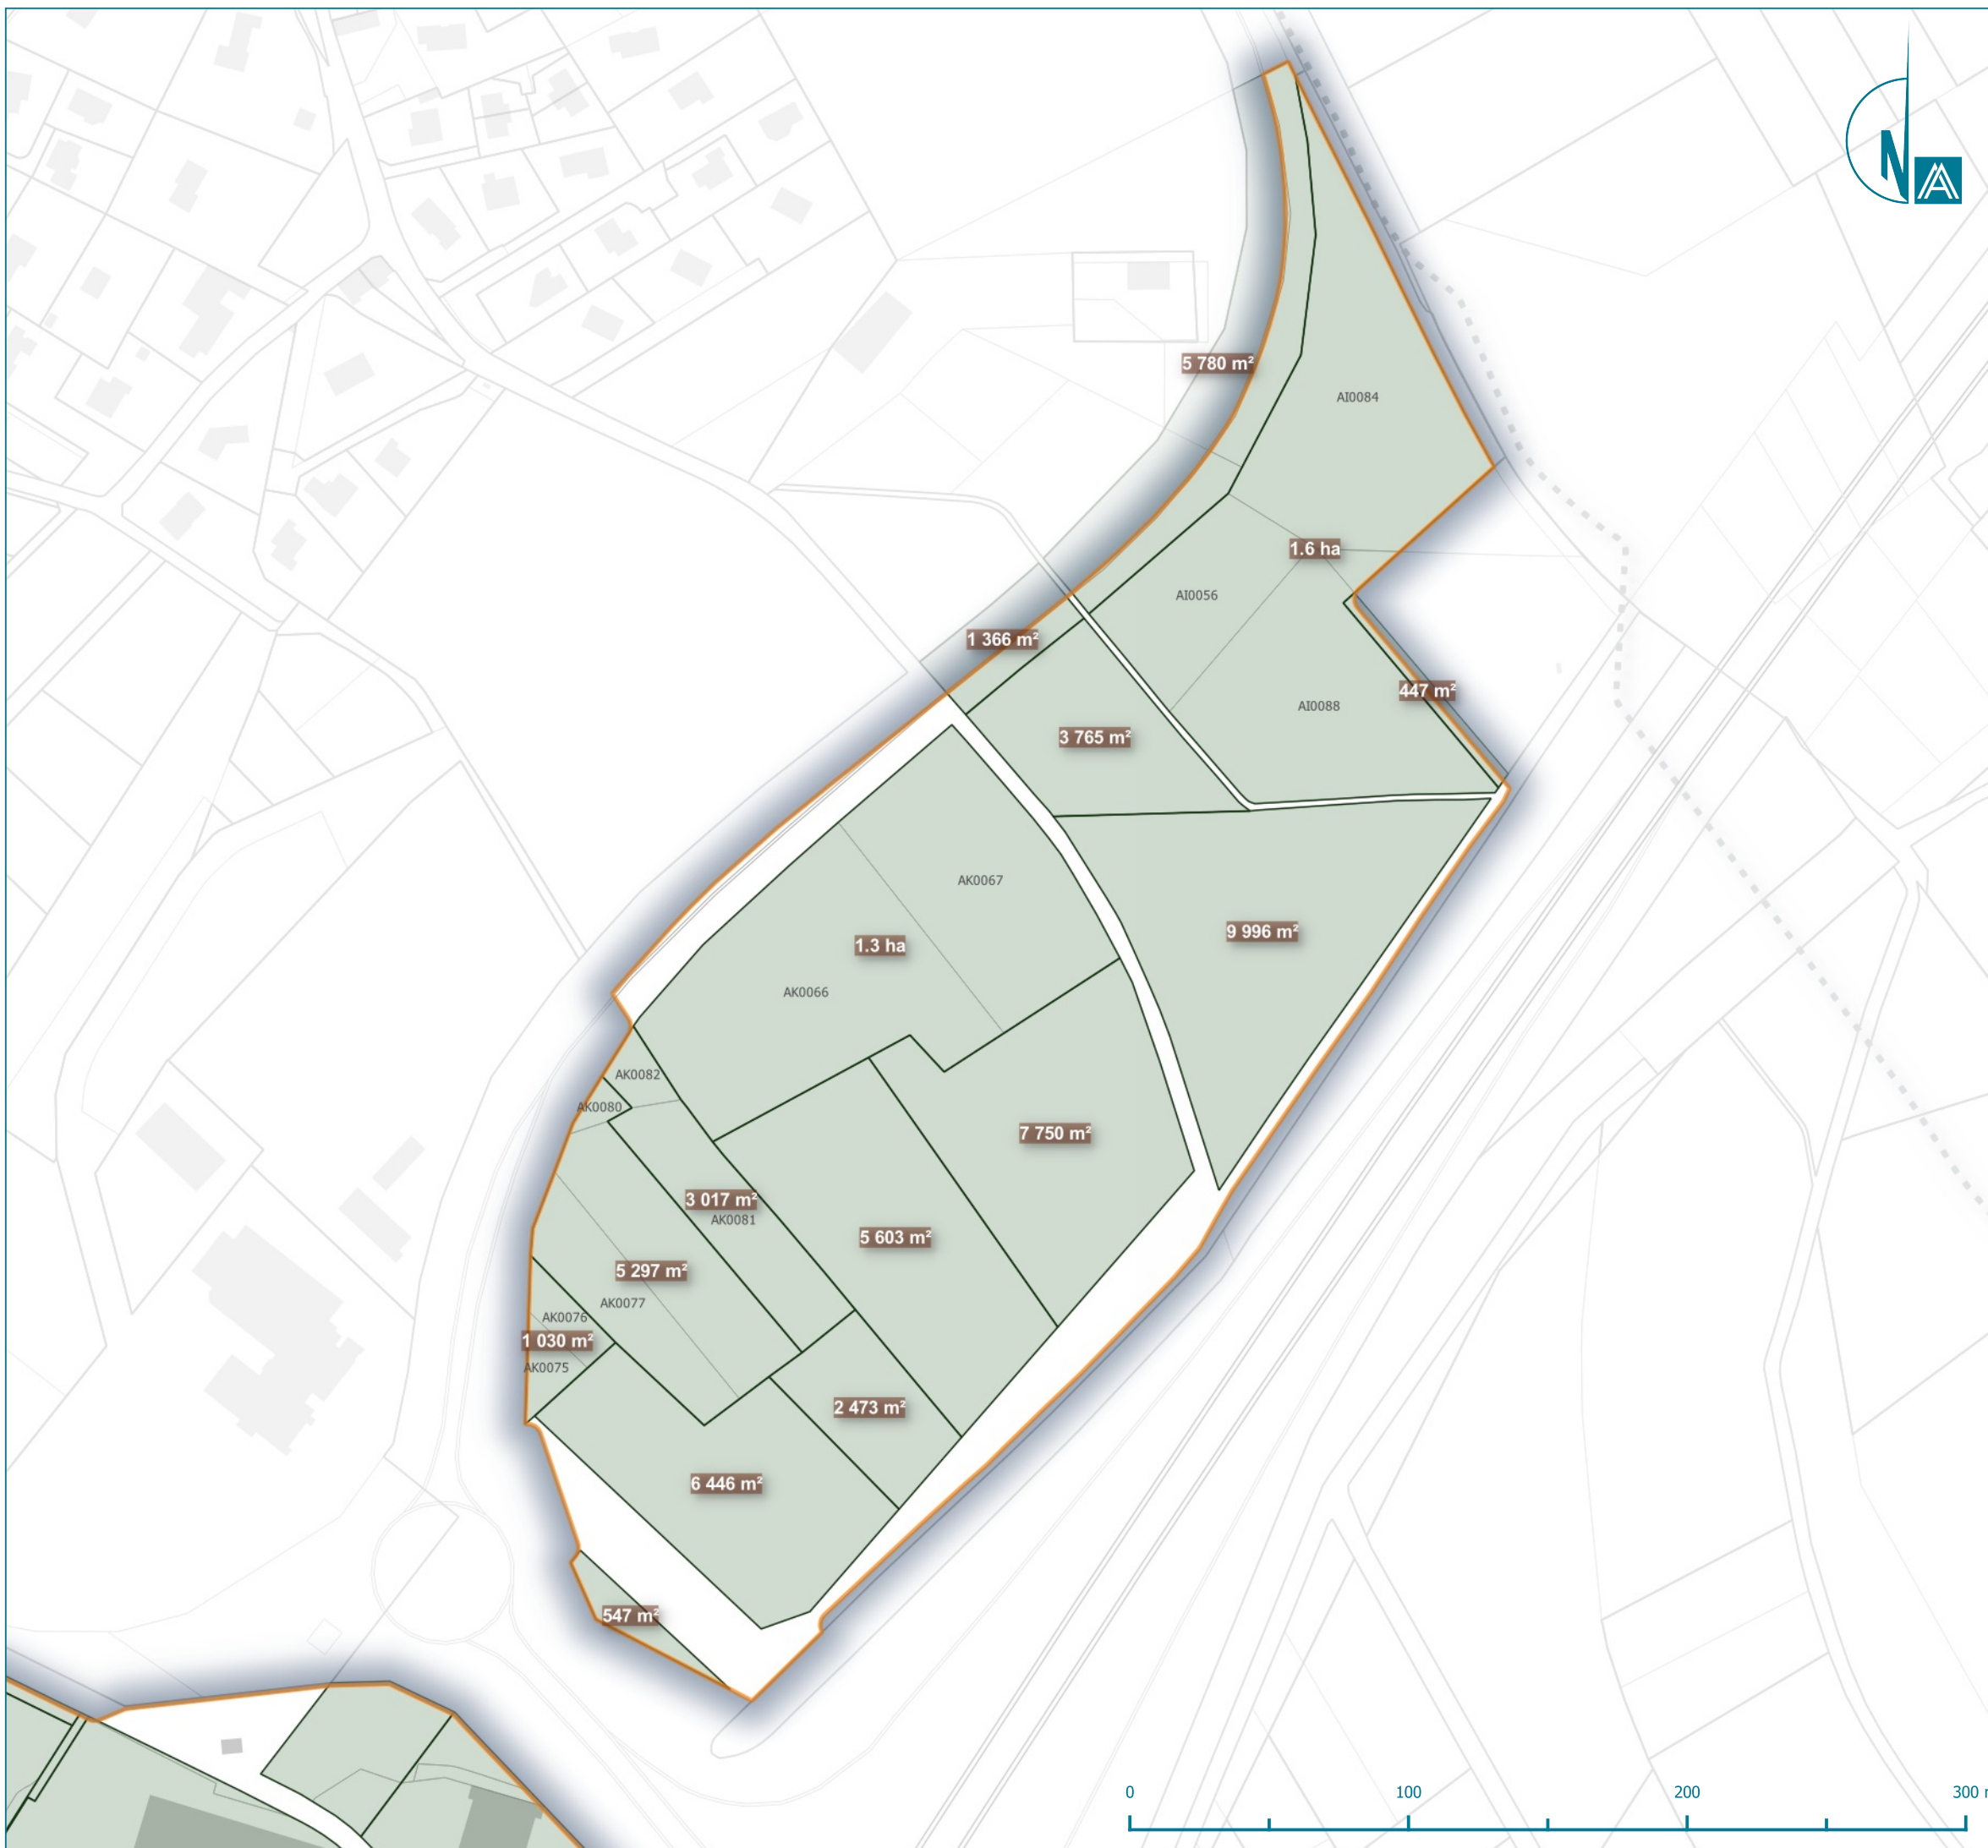 N
5 780 m²
AI0084
1.6 ha
AI0056
1 366 m²
447 m²
AI0088
3 765 m²
AK0067
9 996 m²
1.3 ha
AK0066
AK0082
AK0080
7 750 m²
3 017 m²
AK0081
5 603 m²
5 297 m²
AK0077
AK0076
1 030 m²
AK0075
2 473 m²
6 446 m²
547 m²
0 100 200 300